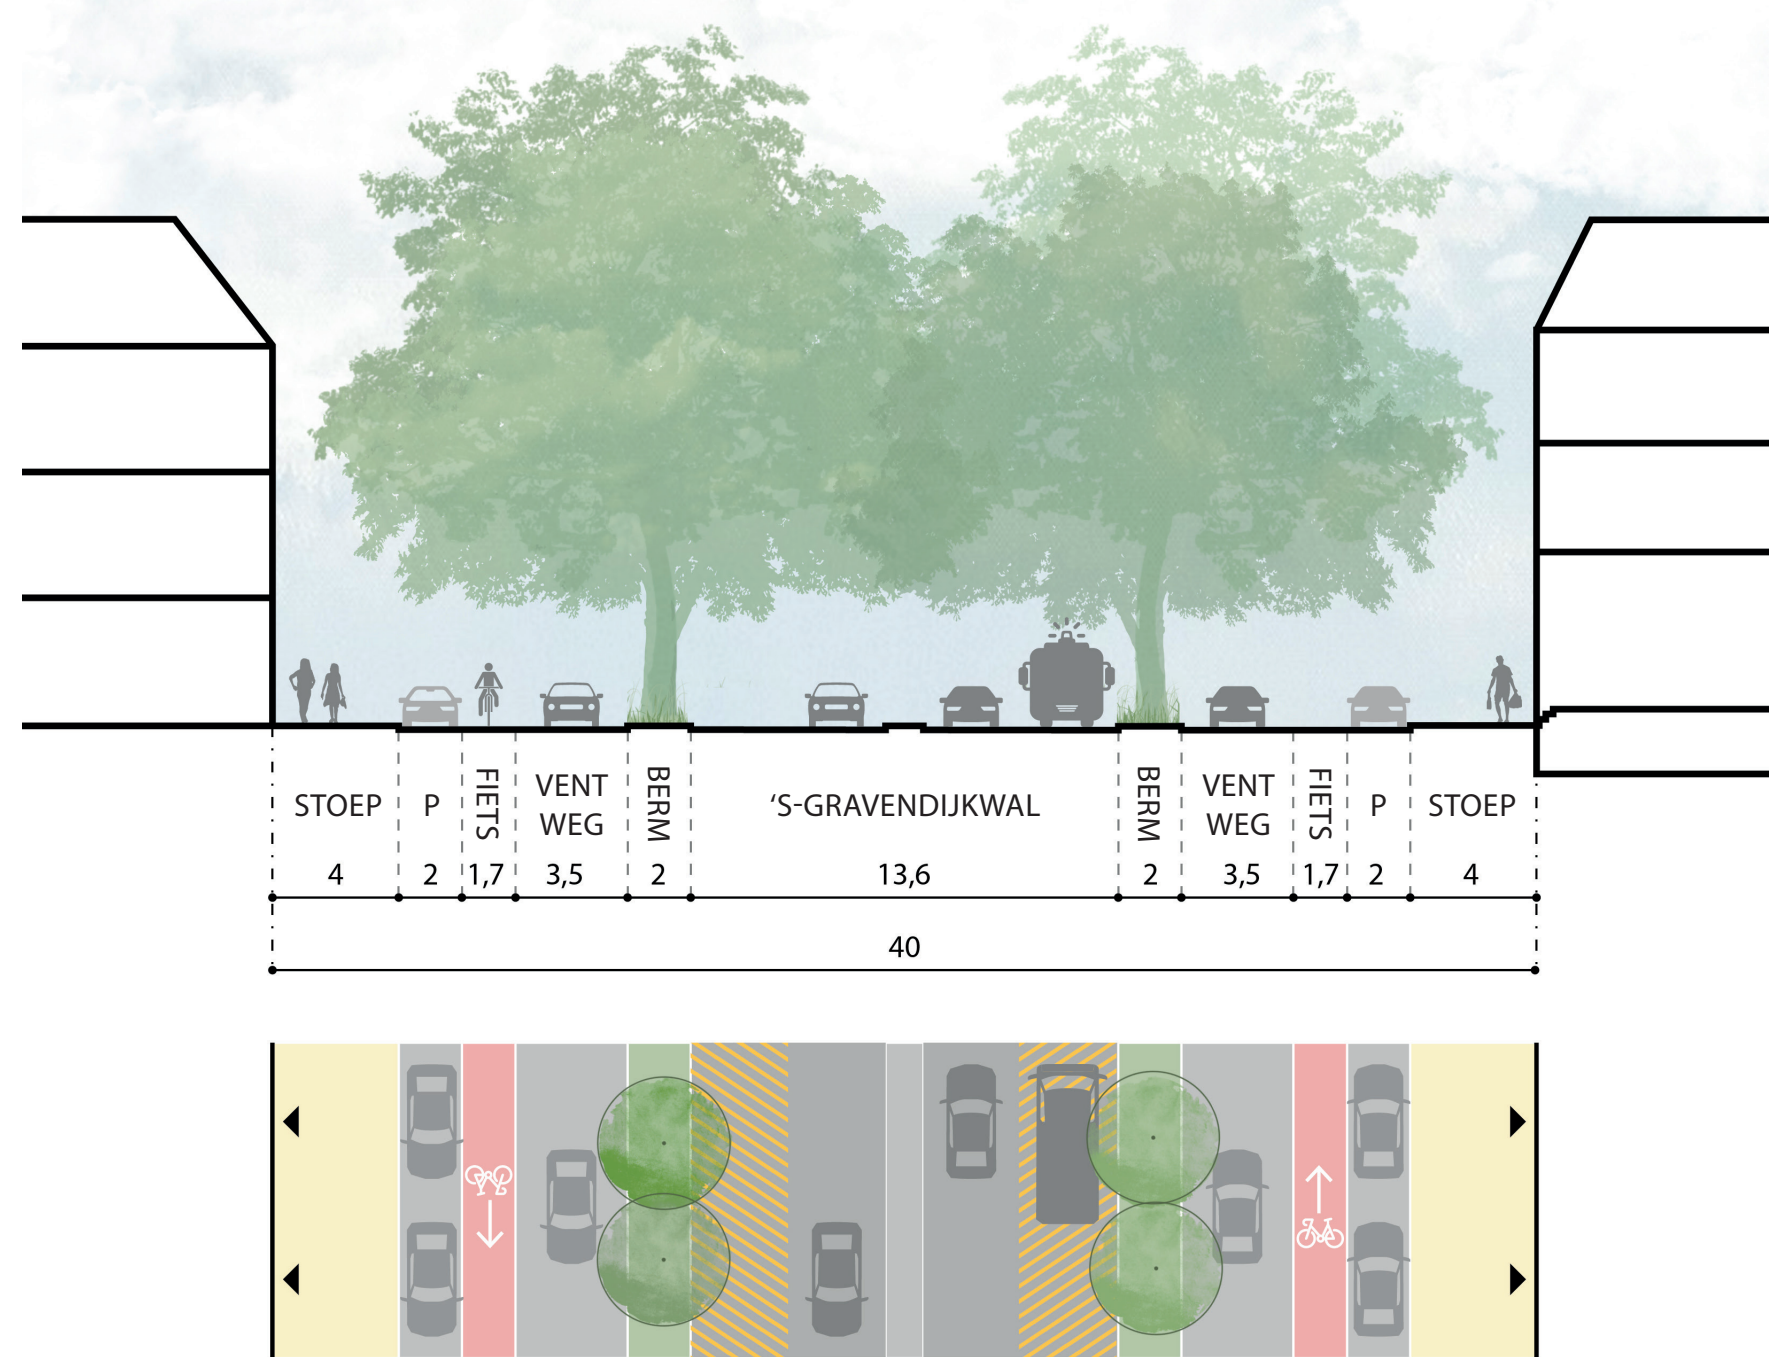 STOEP
P
FIETS
VENT
WEG
BERM
'S-GRAVENDIJKWAL
BERM
VENT
WEG
FIETS
P
STOEP
4
2
1,7
3,5
2
13,6
2
3,5
1,7
2
4
40